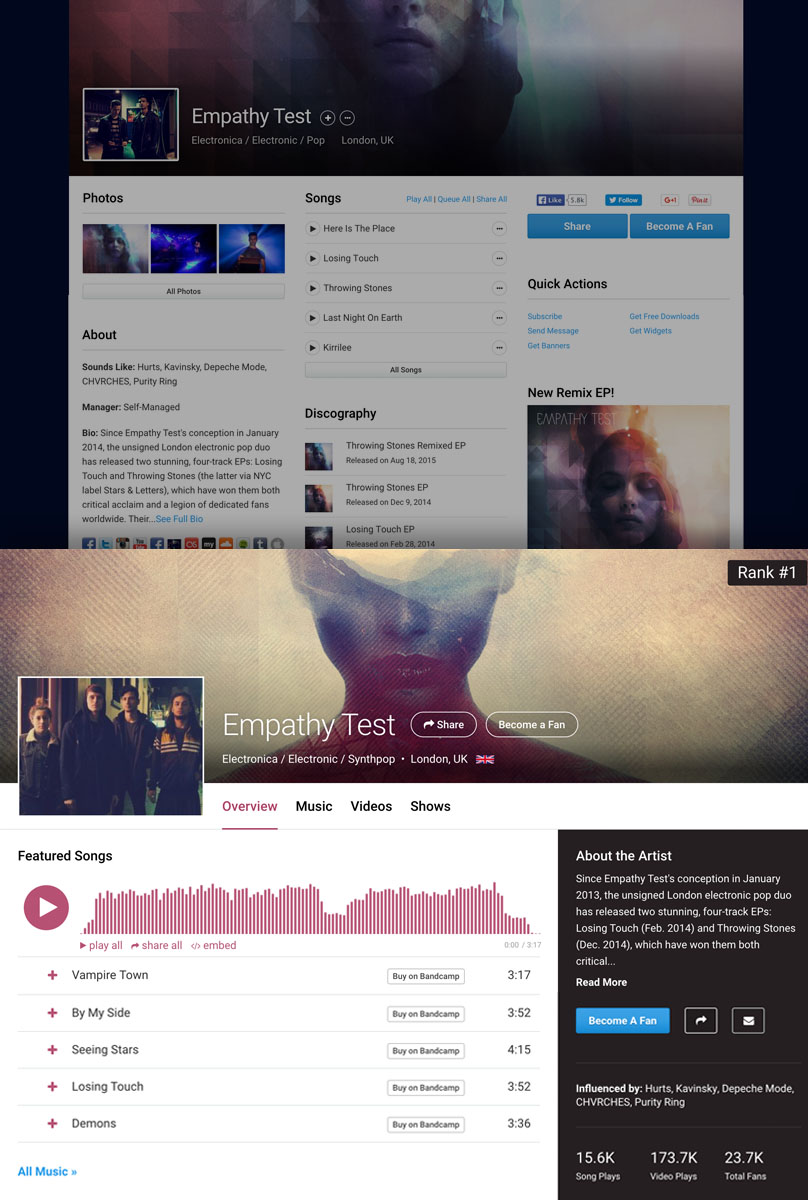 Empathy Test
Electronica / Electronic / Pop London, UK
Photos
All Photos
About
Sounds Like: Hurts, Kavinsky, Depeche Mode,
CHVRCHES, Purity Ring
Manager: Self-Managed
Bio: Since Empathy Test's conception in January
2014, the unsigned London electronic pop duo
has released two stunning, four-track EPs: Losing
Touch and Throwing Stones (the latter via NYC
label Stars & Letters), which have won them both
critical acclaim and a legion of dedicated fans
worldwide. Their...See Full Bio
Songs
Play All | Queue All | Share All
Here Is The Place
Losing Touch
Throwing Stones
Last Night On Earth
Kirrilee
All Songs
Discography
Throwing Stones Remixed EP
Released on Aug 18, 2015
Throwing Stones EP
Released on Dec 9, 2014
Losing Touch EP
Released on Feb 28, 2014
Like 5.8k Follow G+1 Pin it
Share Become A Fan
Quick Actions
Subscribe Get Free Downloads
Send Message Get Widgets
Get Banners
New Remix EP!
EMPATHY TEST
Rank #1
Empathy Test Share Become a Fan
Electronica / Electronic / Synthpop • London, UK
Overview Music Videos Shows
Featured Songs
play all share all embed 0:00 / 3:17
Vampire Town Buy on Bandcamp 3:17
By My Side Buy on Bandcamp 3:52
Seeing Stars Buy on Bandcamp 4:15
Losing Touch Buy on Bandcamp 3:52
Demons Buy on Bandcamp 3:36
All Music »
About the Artist
Since Empathy Test's conception in January
2013, the unsigned London electronic pop duo
has released two stunning, four-track EPs:
Losing Touch (Feb. 2014) and Throwing Stones
(Dec. 2014), which have won them both
critical...
Read More
Become A Fan
Influenced by: Hurts, Kavinsky, Depeche Mode,
CHVRCHES, Purity Ring
15.6K 173.7K 23.7K
Song Plays Video Plays Total Fans